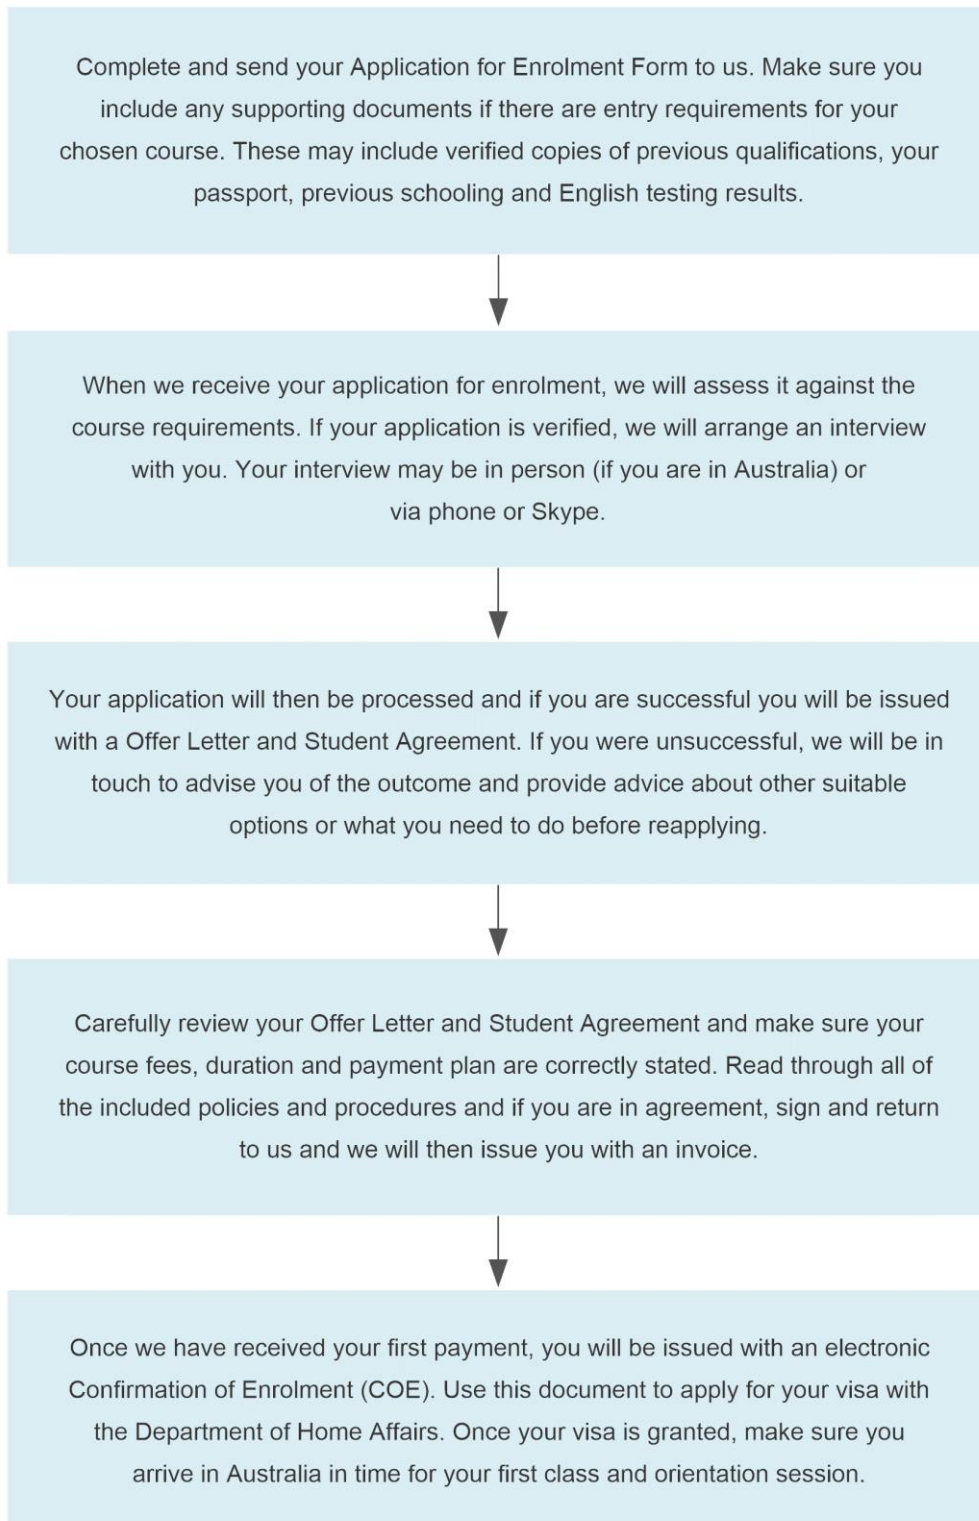 Complete and send your Application for Enrolment Form to us. Make sure you
include any supporting documents if there are entry requirements for your
chosen course. These may include verified copies of previous qualifications, your
passport, previous schooling and English testing results.
When we receive your application for enrolment, we will assess it against the
course requirements. If your application is verified, we will arrange an interview
with you. Your interview may be in person (if you are in Australia) or
via phone or Skype.
Your application will then be processed and if you are successful you will be issued
with a Offer Letter and Student Agreement. If you were unsuccessful, we will be in
touch to advise you of the outcome and provide advice about other suitable
options or what you need to do before reapplying.
Carefully review your Offer Letter and Student Agreement and make sure your
course fees, duration and payment plan are correctly stated. Read through all of
the included policies and procedures and if you are in agreement, sign and return
to us and we will then issue you with an invoice.
Once we have received your first payment, you will be issued with an electronic
Confirmation of Enrolment (COE). Use this document to apply for your visa with
the Department of Home Affairs. Once your visa is granted, make sure you
arrive in Australia in time for your first class and orientation session.